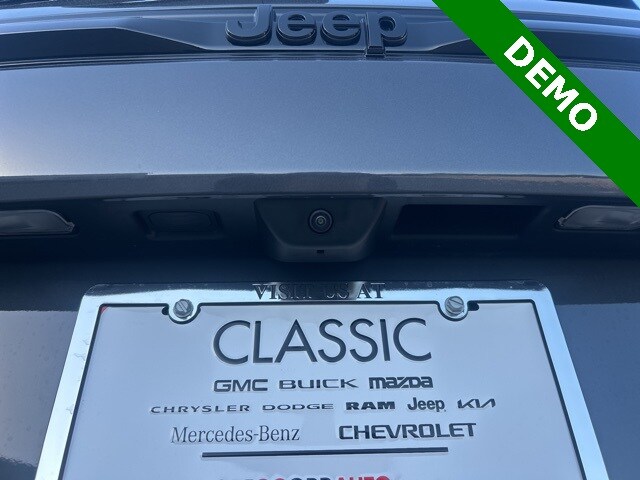 Jeep
DEMO
VISIT US AT
CLASSIC
GMC BUICK mazda
CHRYSLER DODGE RAM Jeep KIA
Mercedes-Benz CHEVROLET